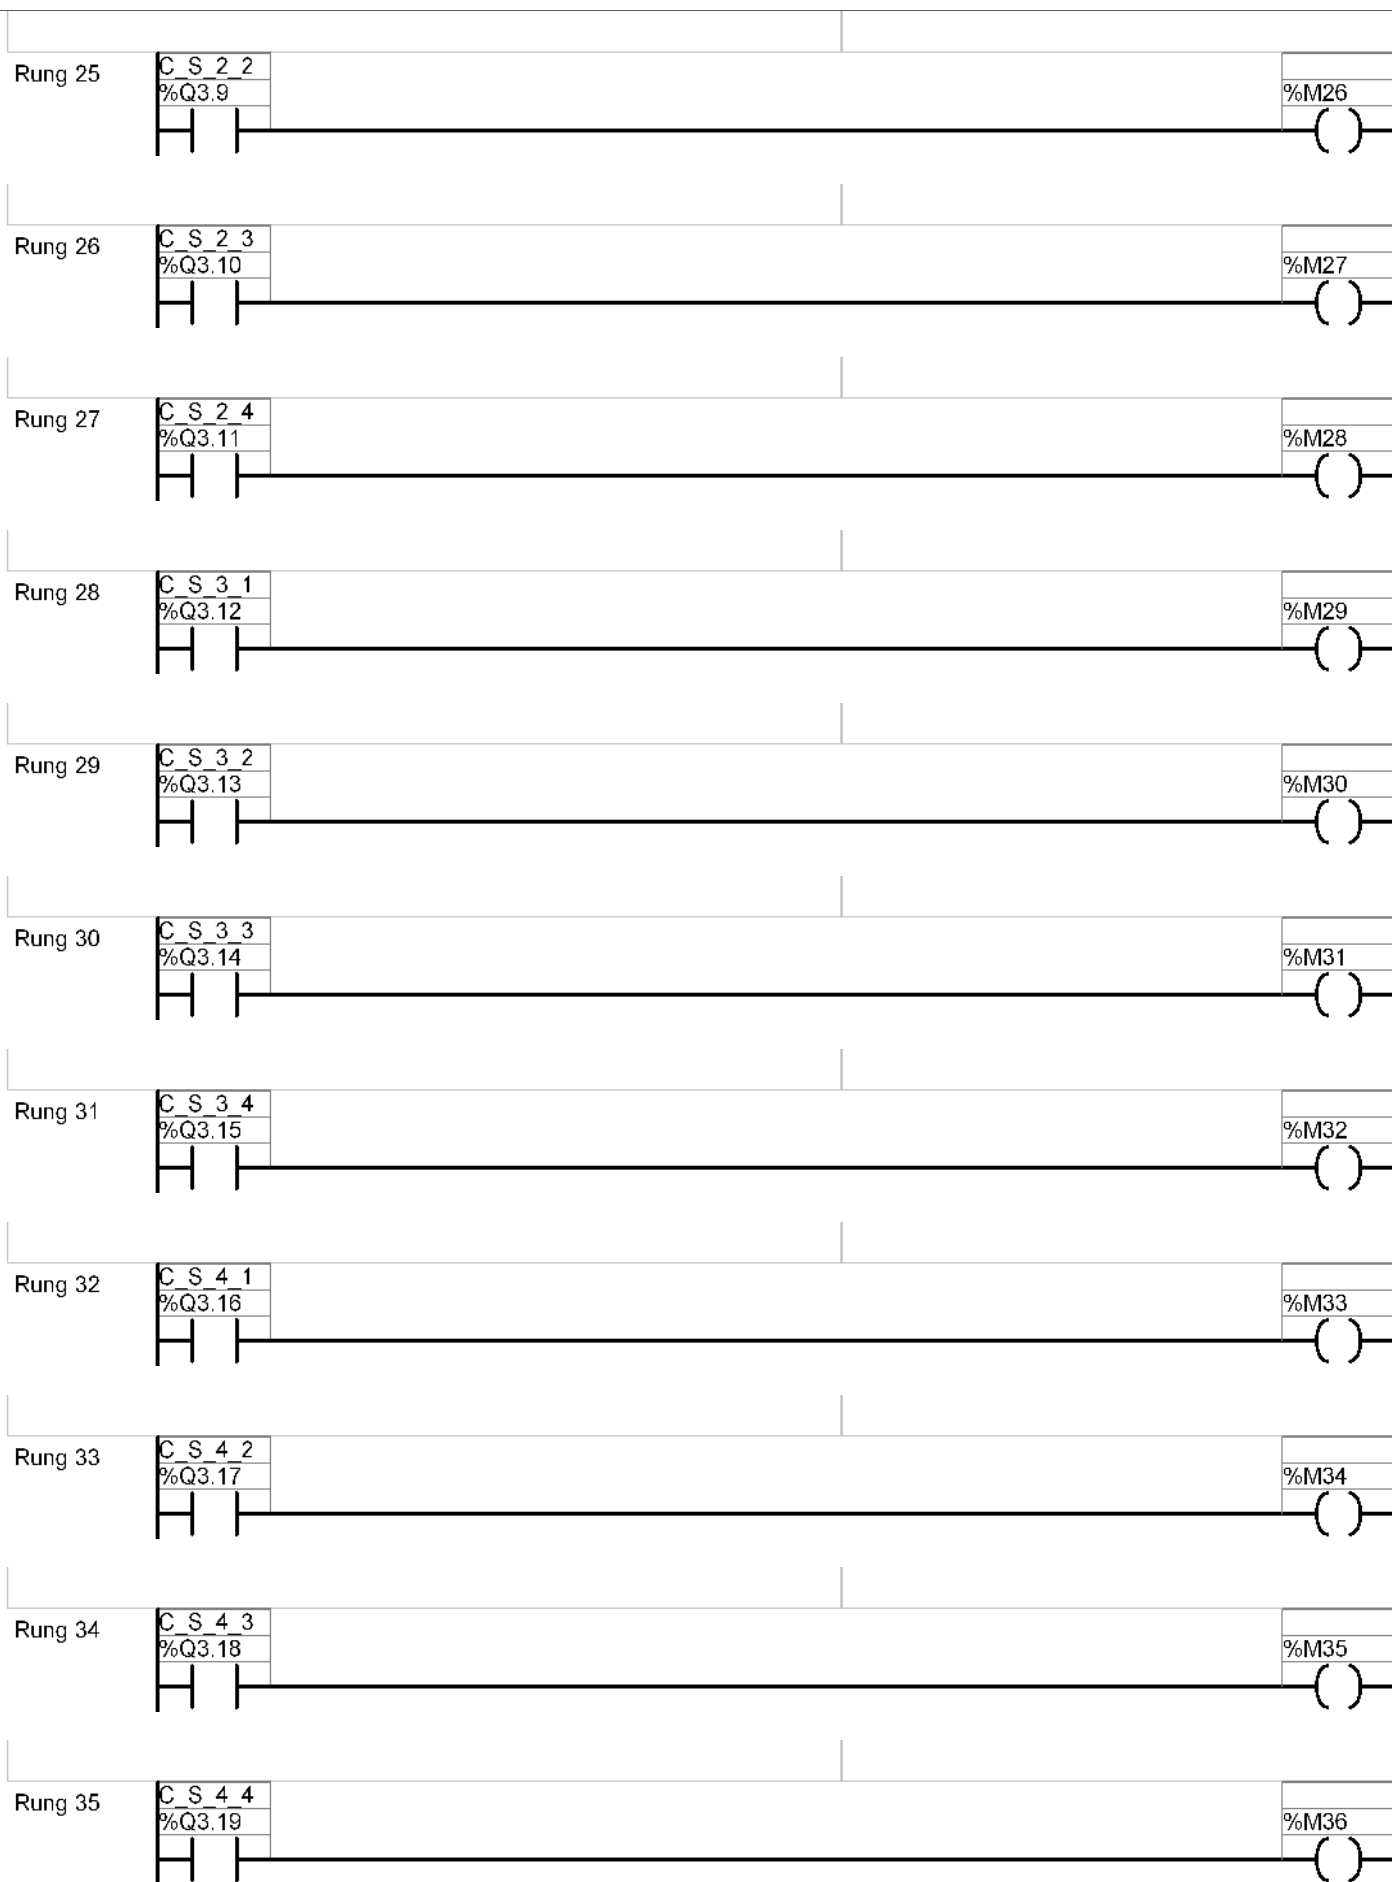 Rung 25
C_S_2_2
%Q3.9
%M26
Rung 26
C_S_2_3
%Q3.10
%M27
Rung 27
C_S_2_4
%Q3.11
%M28
Rung 28
C_S_3_1
%Q3.12
%M29
Rung 29
C_S_3_2
%Q3.13
%M30
Rung 30
C_S_3_3
%Q3.14
%M31
Rung 31
C_S_3_4
%Q3.15
%M32
Rung 32
C_S_4_1
%Q3.16
%M33
Rung 33
C_S_4_2
%Q3.17
%M34
Rung 34
C_S_4_3
%Q3.18
%M35
Rung 35
C_S_4_4
%Q3.19
%M36